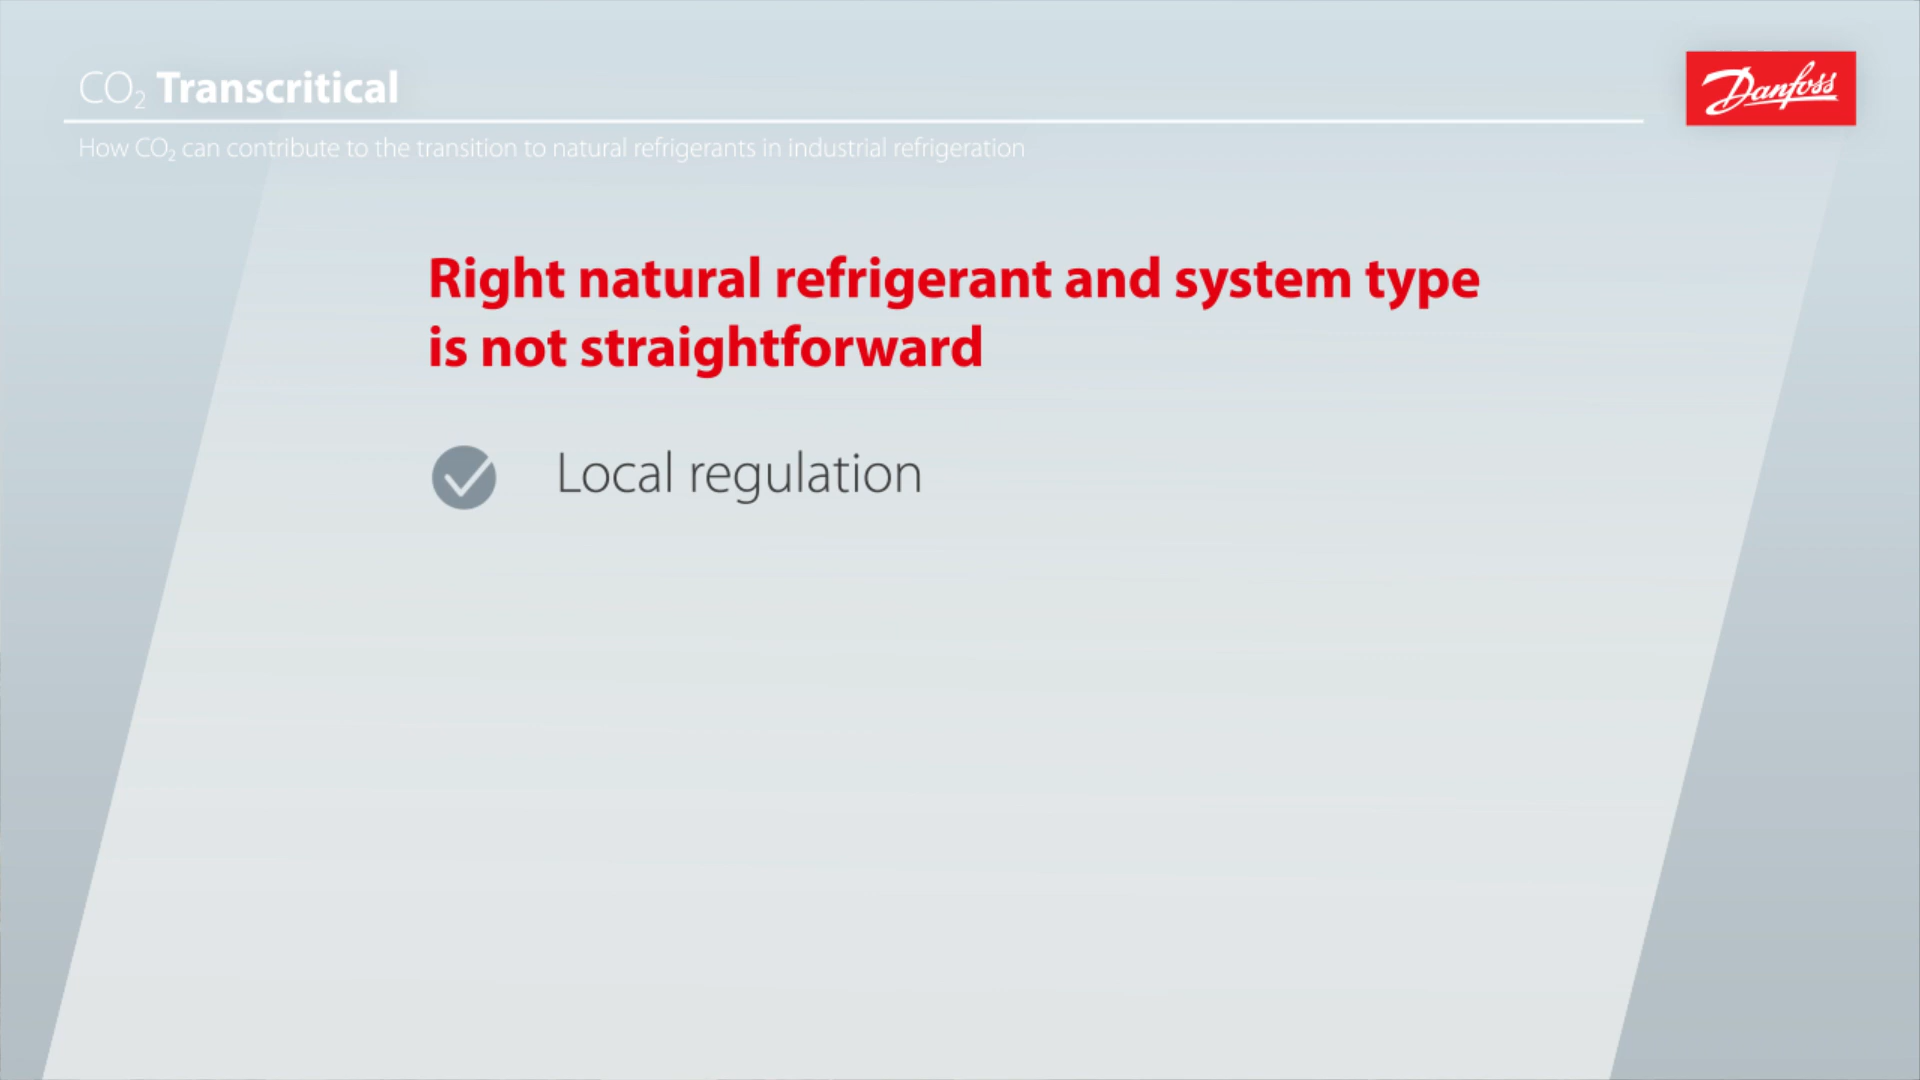 CO₂ Transcritical
Danfoss
How CO₂ can contribute to the transition to natural refrigerants in industrial refrigeration
Right natural refrigerant and system type
is not straightforward
Local regulation